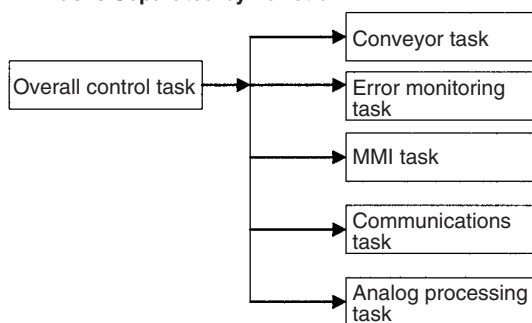 Conveyor task
Overall control task
Error monitoring
task
MMI task
Communications
task
Analog processing
task